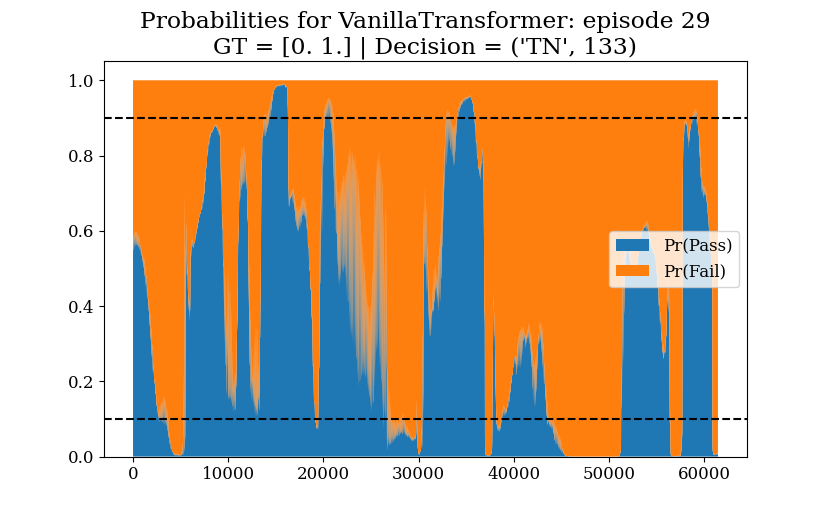 Probabilities for VanillaTransformer: episode 29
GT = [0. 1.] | Decision = ('TN', 133)
1.0
0.8
0.6
0.4
0.2
0.0
Pr(Pass)
Pr(Fail)
0 10000 20000 30000 40000 50000 60000